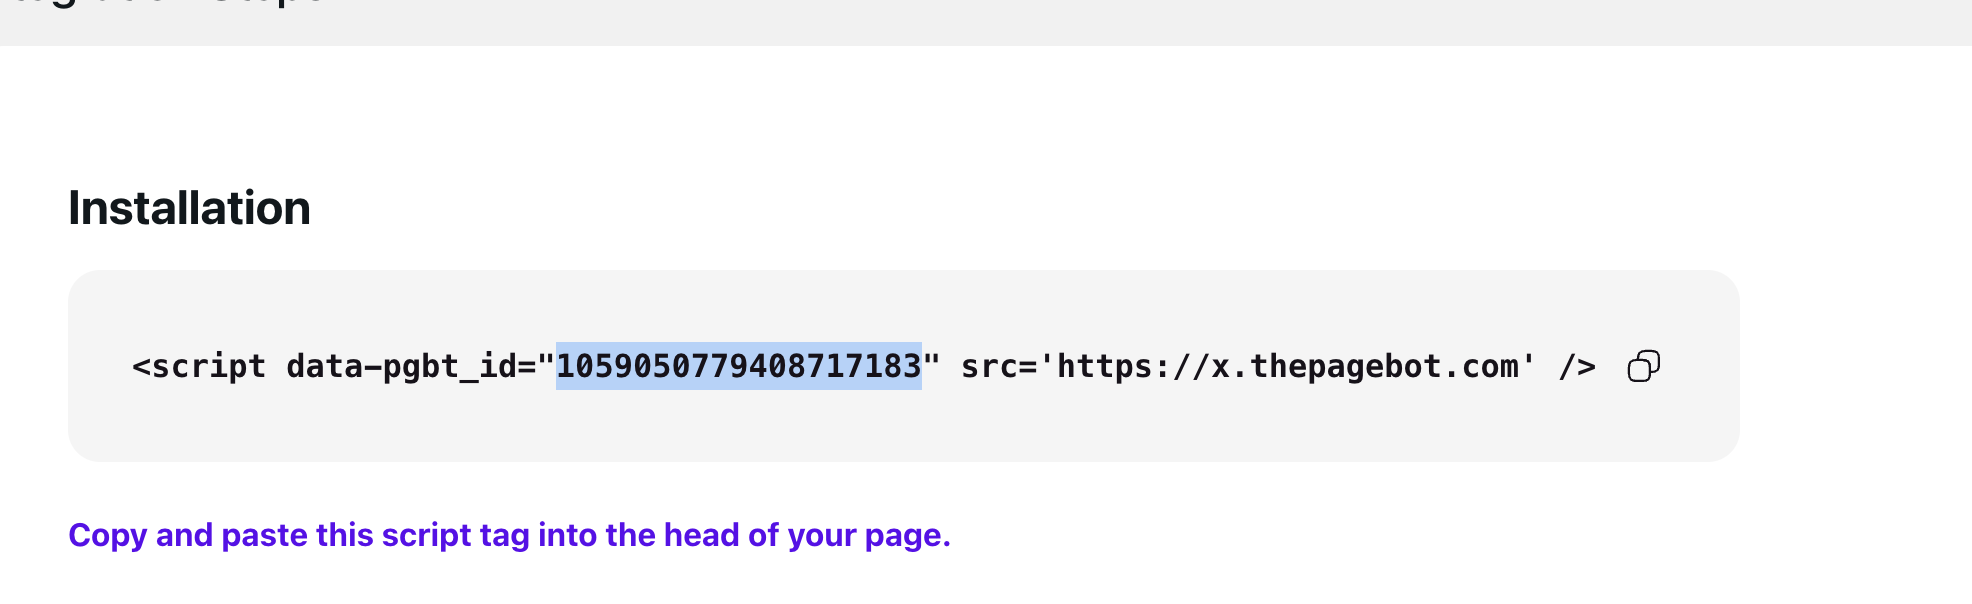 Installation
<script data-pgbt_id="1059050779408717183" src='https://x.thepagebot.com' />
Copy and paste this script tag into the head of your page.